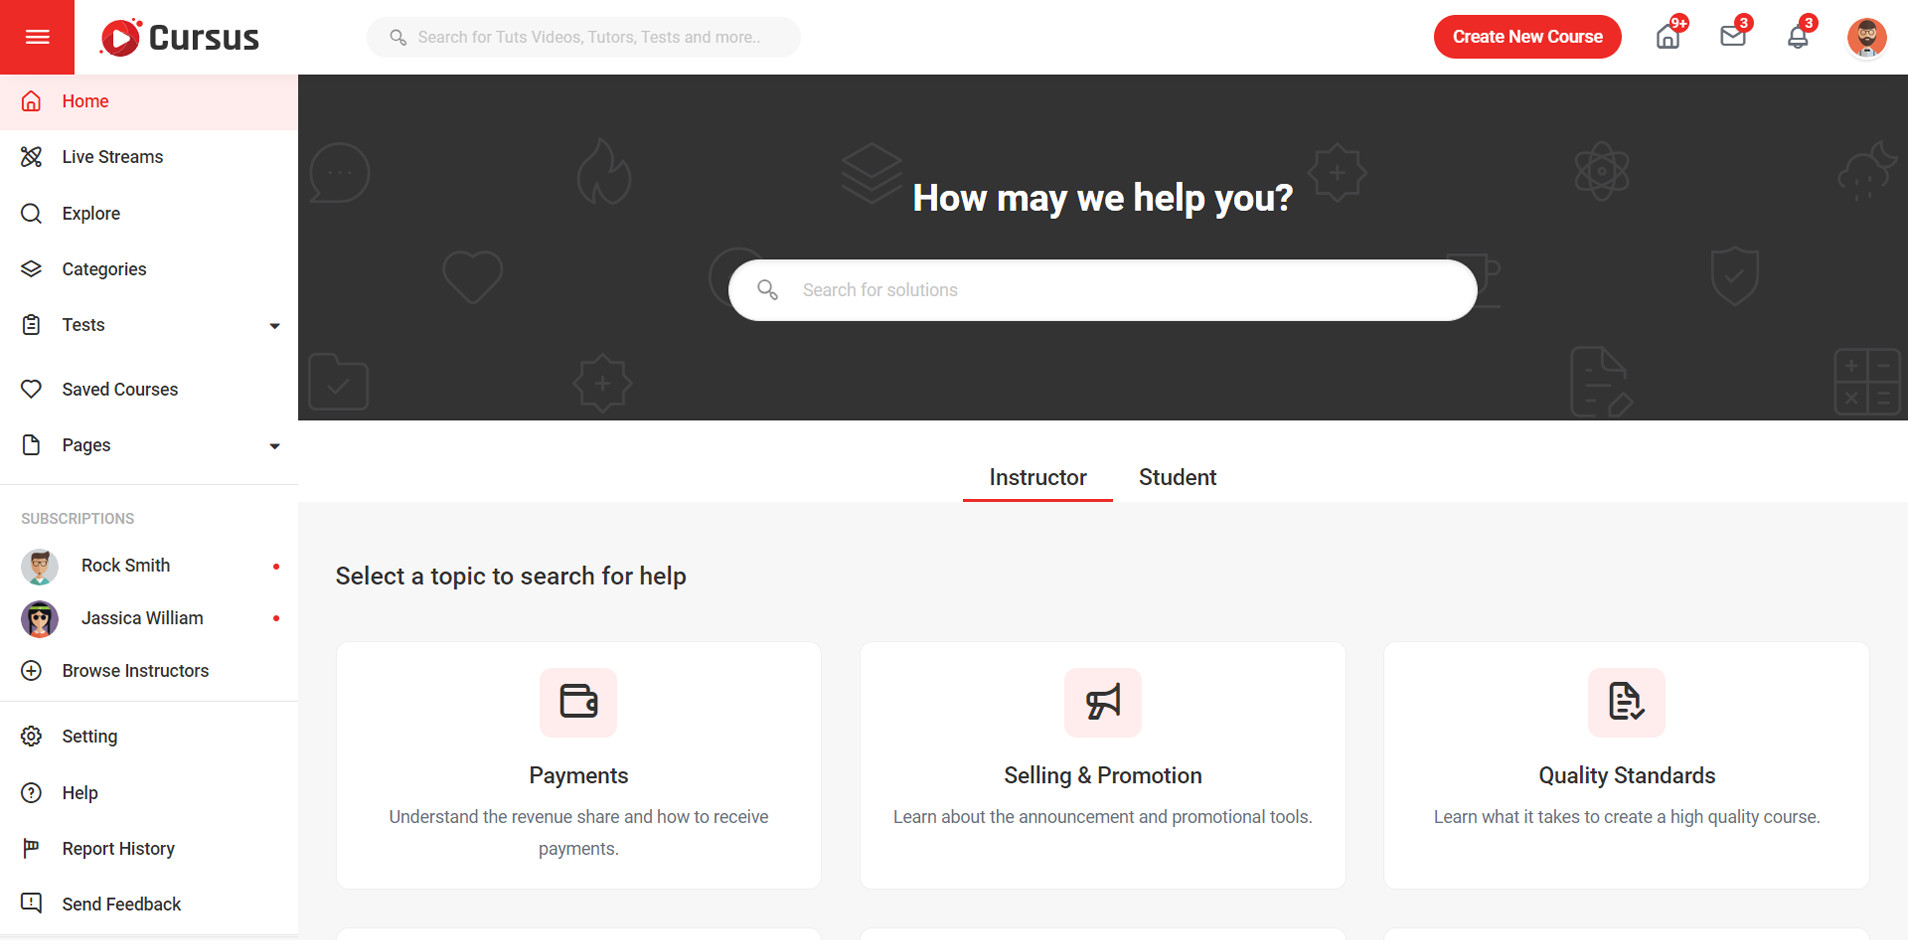 Cursus
Search for Tuts Videos, Tutors, Tests and more..
Create New Course
9+
3
3
Home
Live Streams
Explore
Categories
Tests
Saved Courses
Pages
SUBSCRIPTIONS
Rock Smith
Jassica William
Browse Instructors
Setting
Help
Report History
Send Feedback
How may we help you?
Search for solutions
Instructor
Student
Select a topic to search for help
Payments
Understand the revenue share and how to receive
payments.
Selling & Promotion
Learn about the announcement and promotional tools.
Quality Standards
Learn what it takes to create a high quality course.